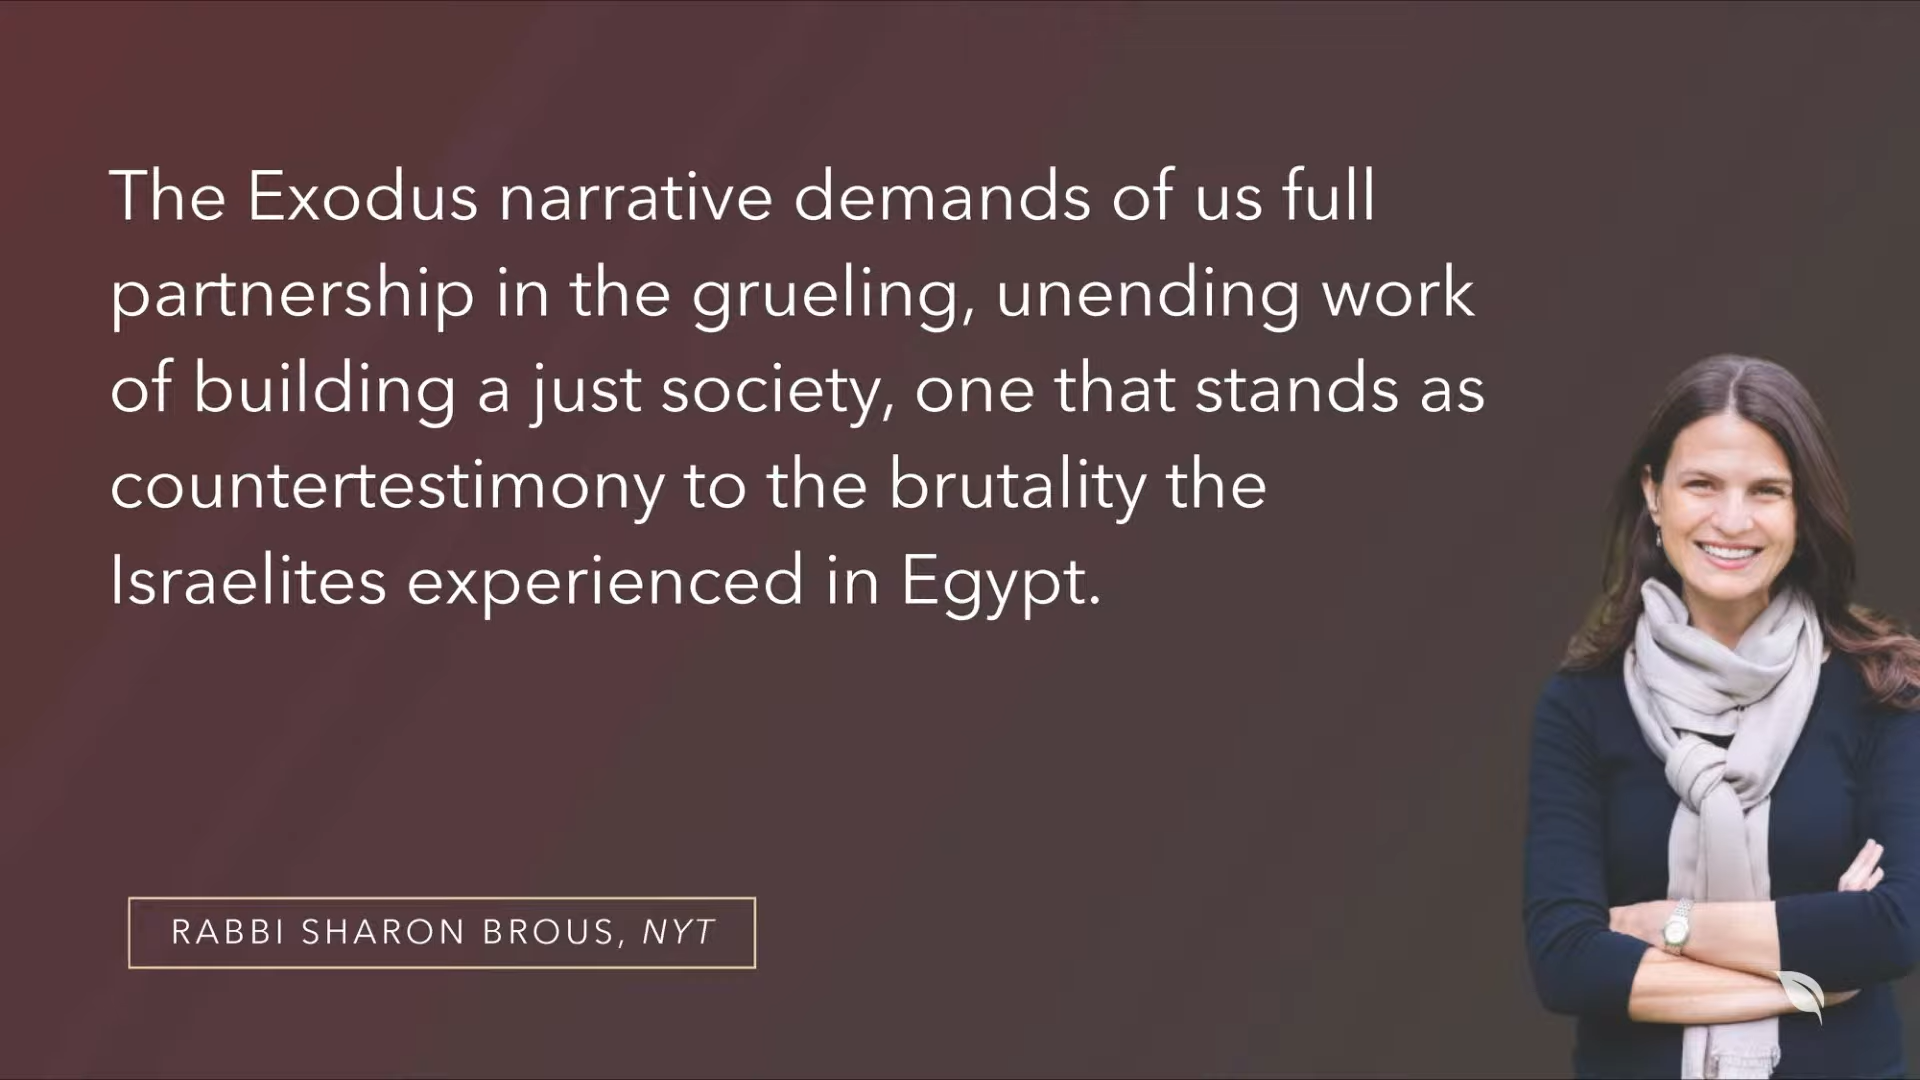 The Exodus narrative demands of us full
partnership in the grueling, unending work
of building a just society, one that stands as
countertestimony to the brutality the
Israelites experienced in Egypt.
RABBI SHARON BROUS, NYT